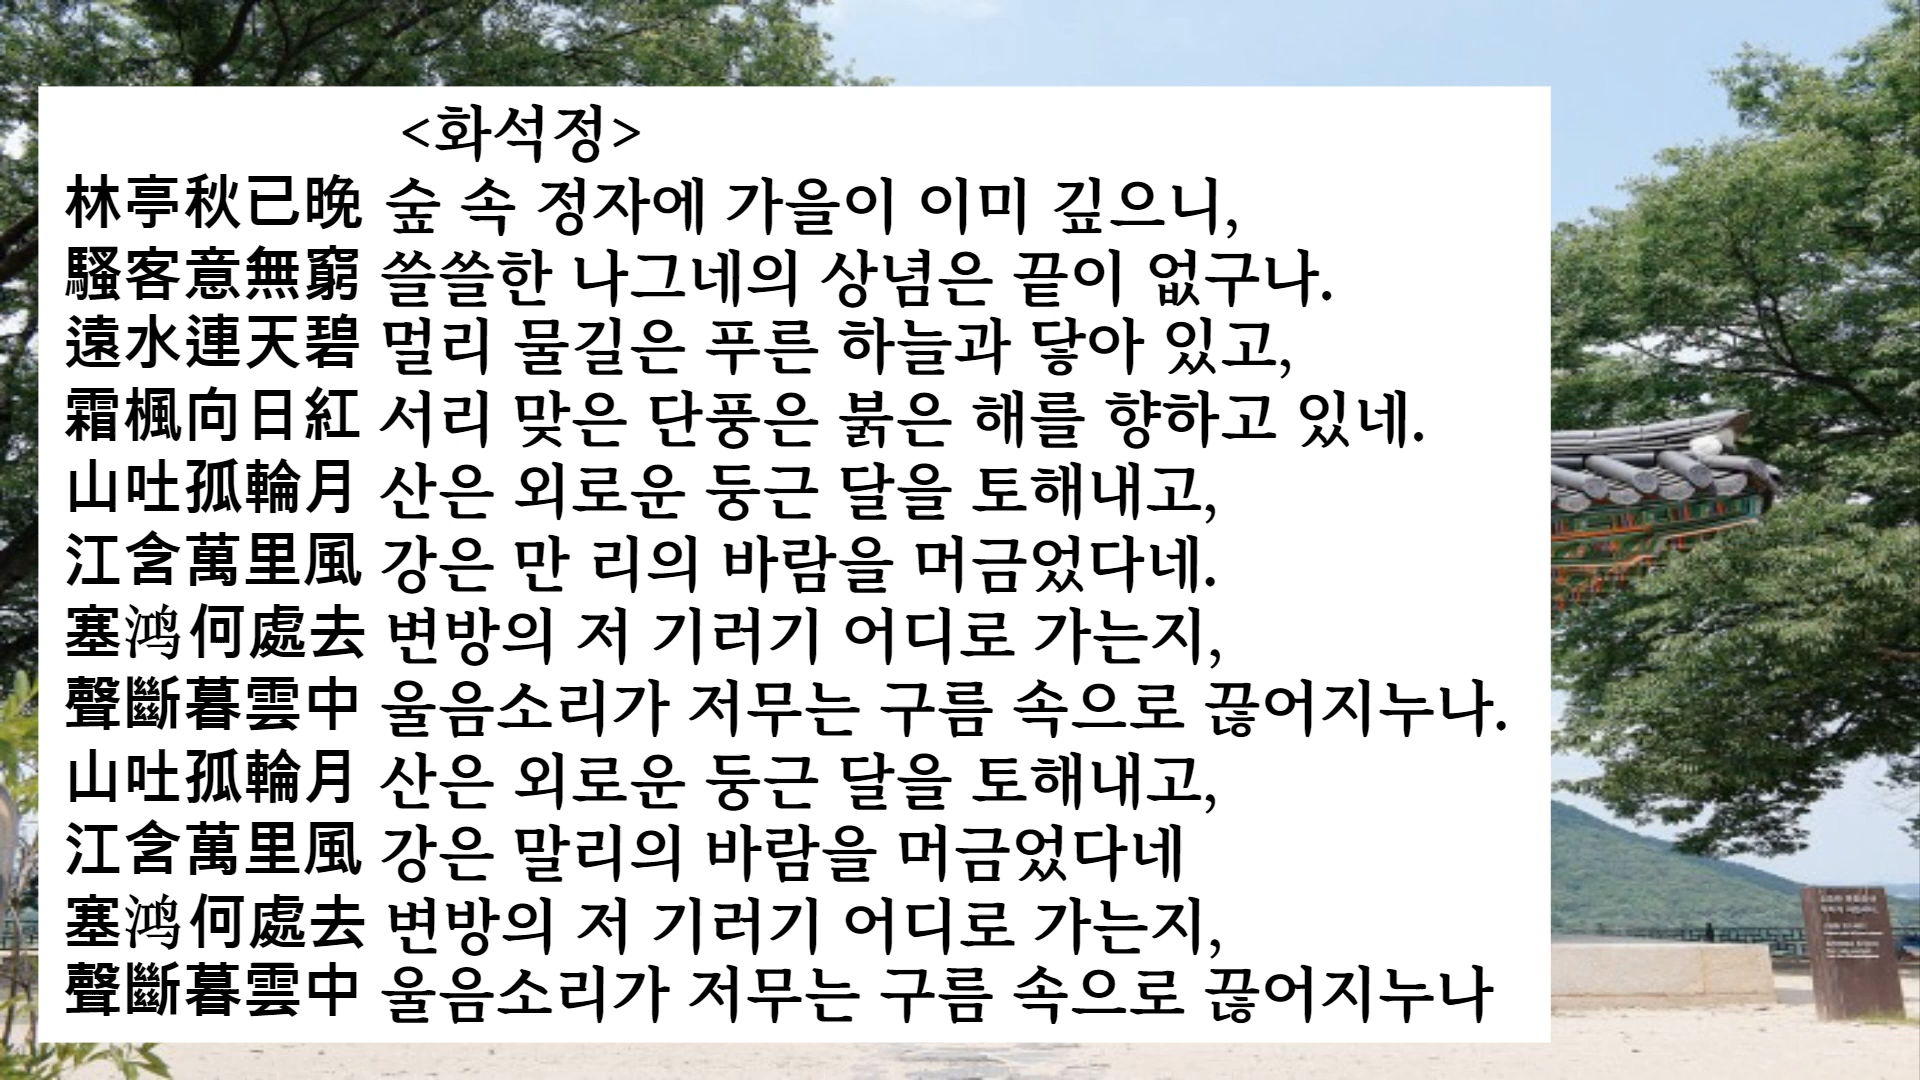 <화석정>
林亭秋已晩 숲 속 정자에 가을이 이미 깊으니,
騷客意無窮 쓸쓸한 나그네의 상념은 끝이 없구나.
遠水連天碧 멀리 물길은 푸른 하늘과 닿아 있고,
霜楓向日紅 서리 맞은 단풍은 붉은 해를 향하고 있네.
山吐孤輪月 산은 외로운 둥근 달을 토해내고,
江含萬里風 강은 만 리의 바람을 머금었다네.
塞鸿何處去 변방의 저 기러기 어디로 가는지,
聲斷暮雲中 울음소리가 저무는 구름 속으로 끊어지누나.
山吐孤輪月 산은 외로운 둥근 달을 토해내고,
江含萬里風 강은 말리의 바람을 머금었다네
塞鸿何處去 변방의 저 기러기 어디로 가는지,
聲斷暮雲中 울음소리가 저무는 구름 속으로 끊어지누나